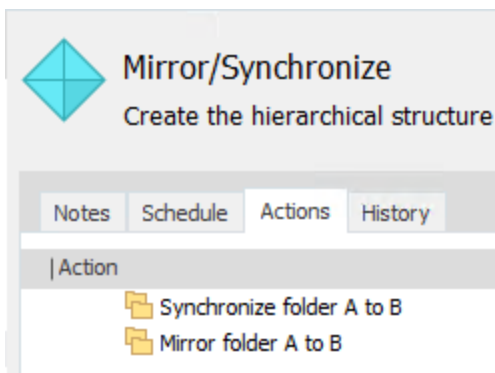 Mirror/Synchronize
Create the hierarchical structure
Notes Schedule Actions History
Action
Synchronize folder A to B
Mirror folder A to B